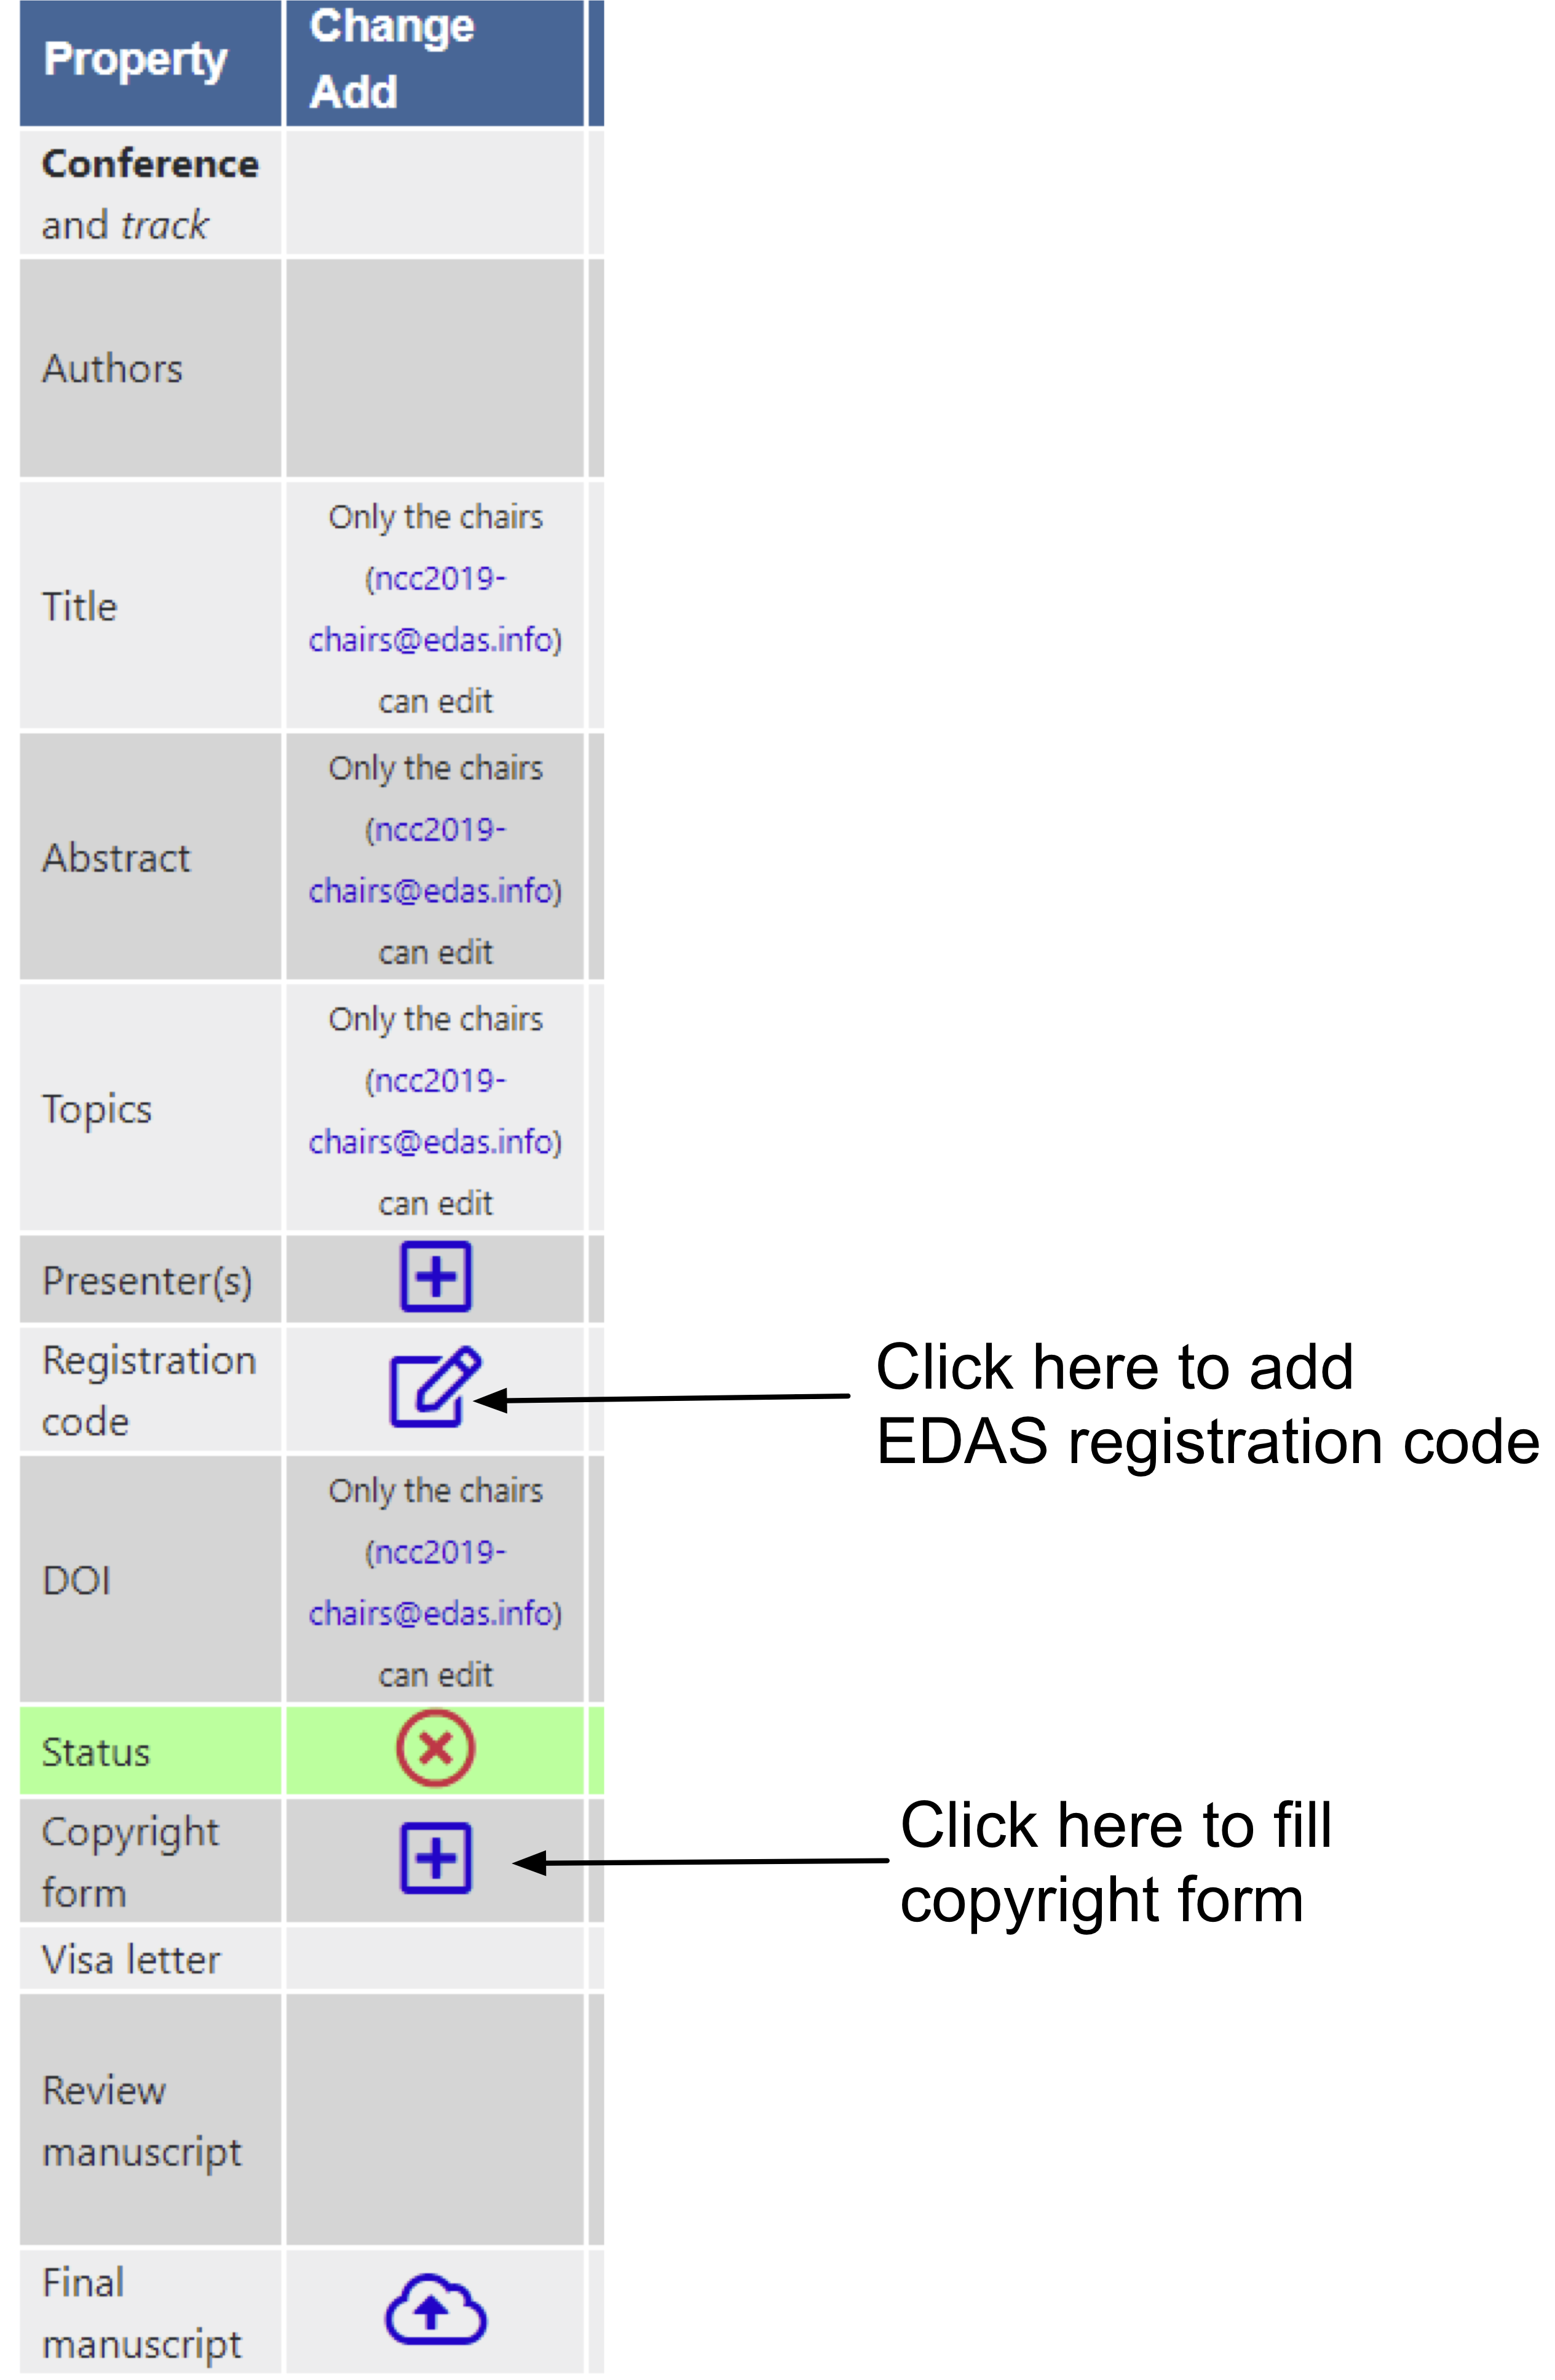 Property
Change
Add
Conference
and track
Authors
Title
Only the chairs
(ncc2019-
chairs@edas.info)
can edit
Abstract
Only the chairs
(ncc2019-
chairs@edas.info)
can edit
Topics
Only the chairs
(ncc2019-
chairs@edas.info)
can edit
Presenter(s)
Registration
code
Click here to add
EDAS registration code
DOI
Only the chairs
(ncc2019-
chairs@edas.info)
can edit
Status
Copyright
form
Click here to fill
copyright form
Visa letter
Review
manuscript
Final
manuscript